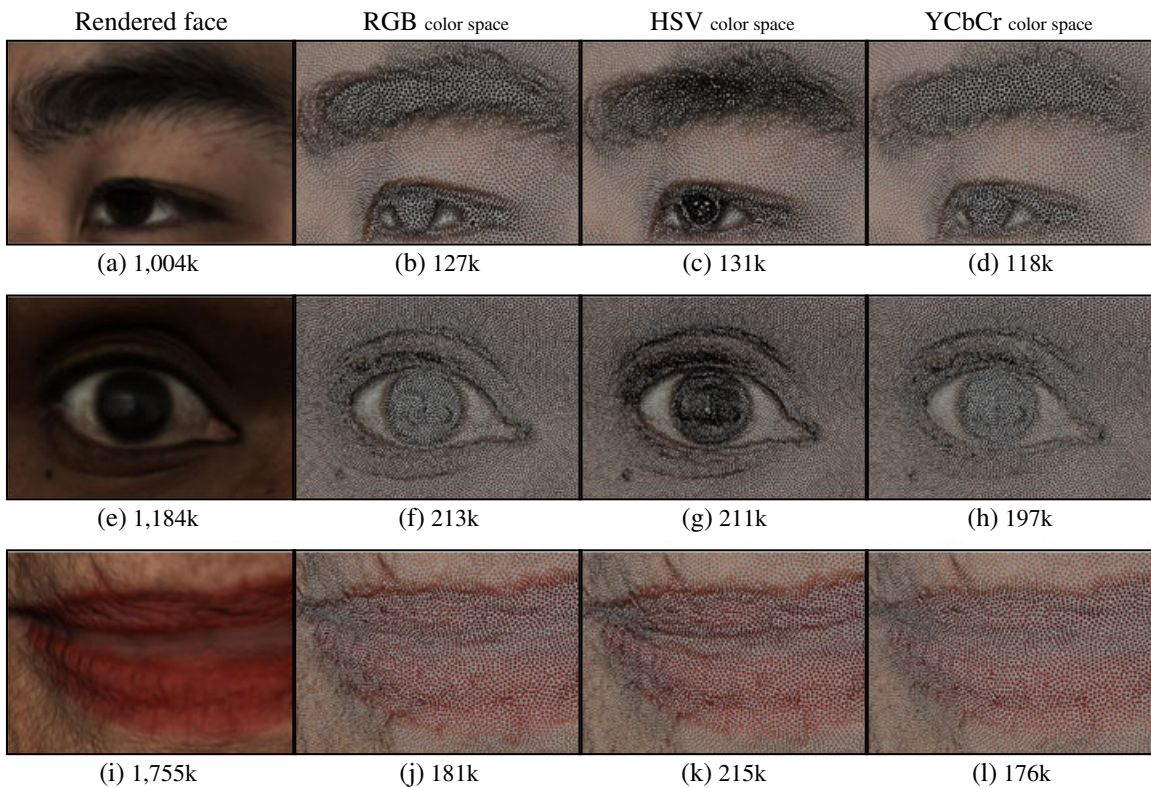 Rendered face RGB color space HSV color space YCbCr color space
(a) 1,004k (b) 127k (c) 131k (d) 118k
(e) 1,184k (f) 213k (g) 211k (h) 197k
(i) 1,755k (j) 181k (k) 215k (l) 176k